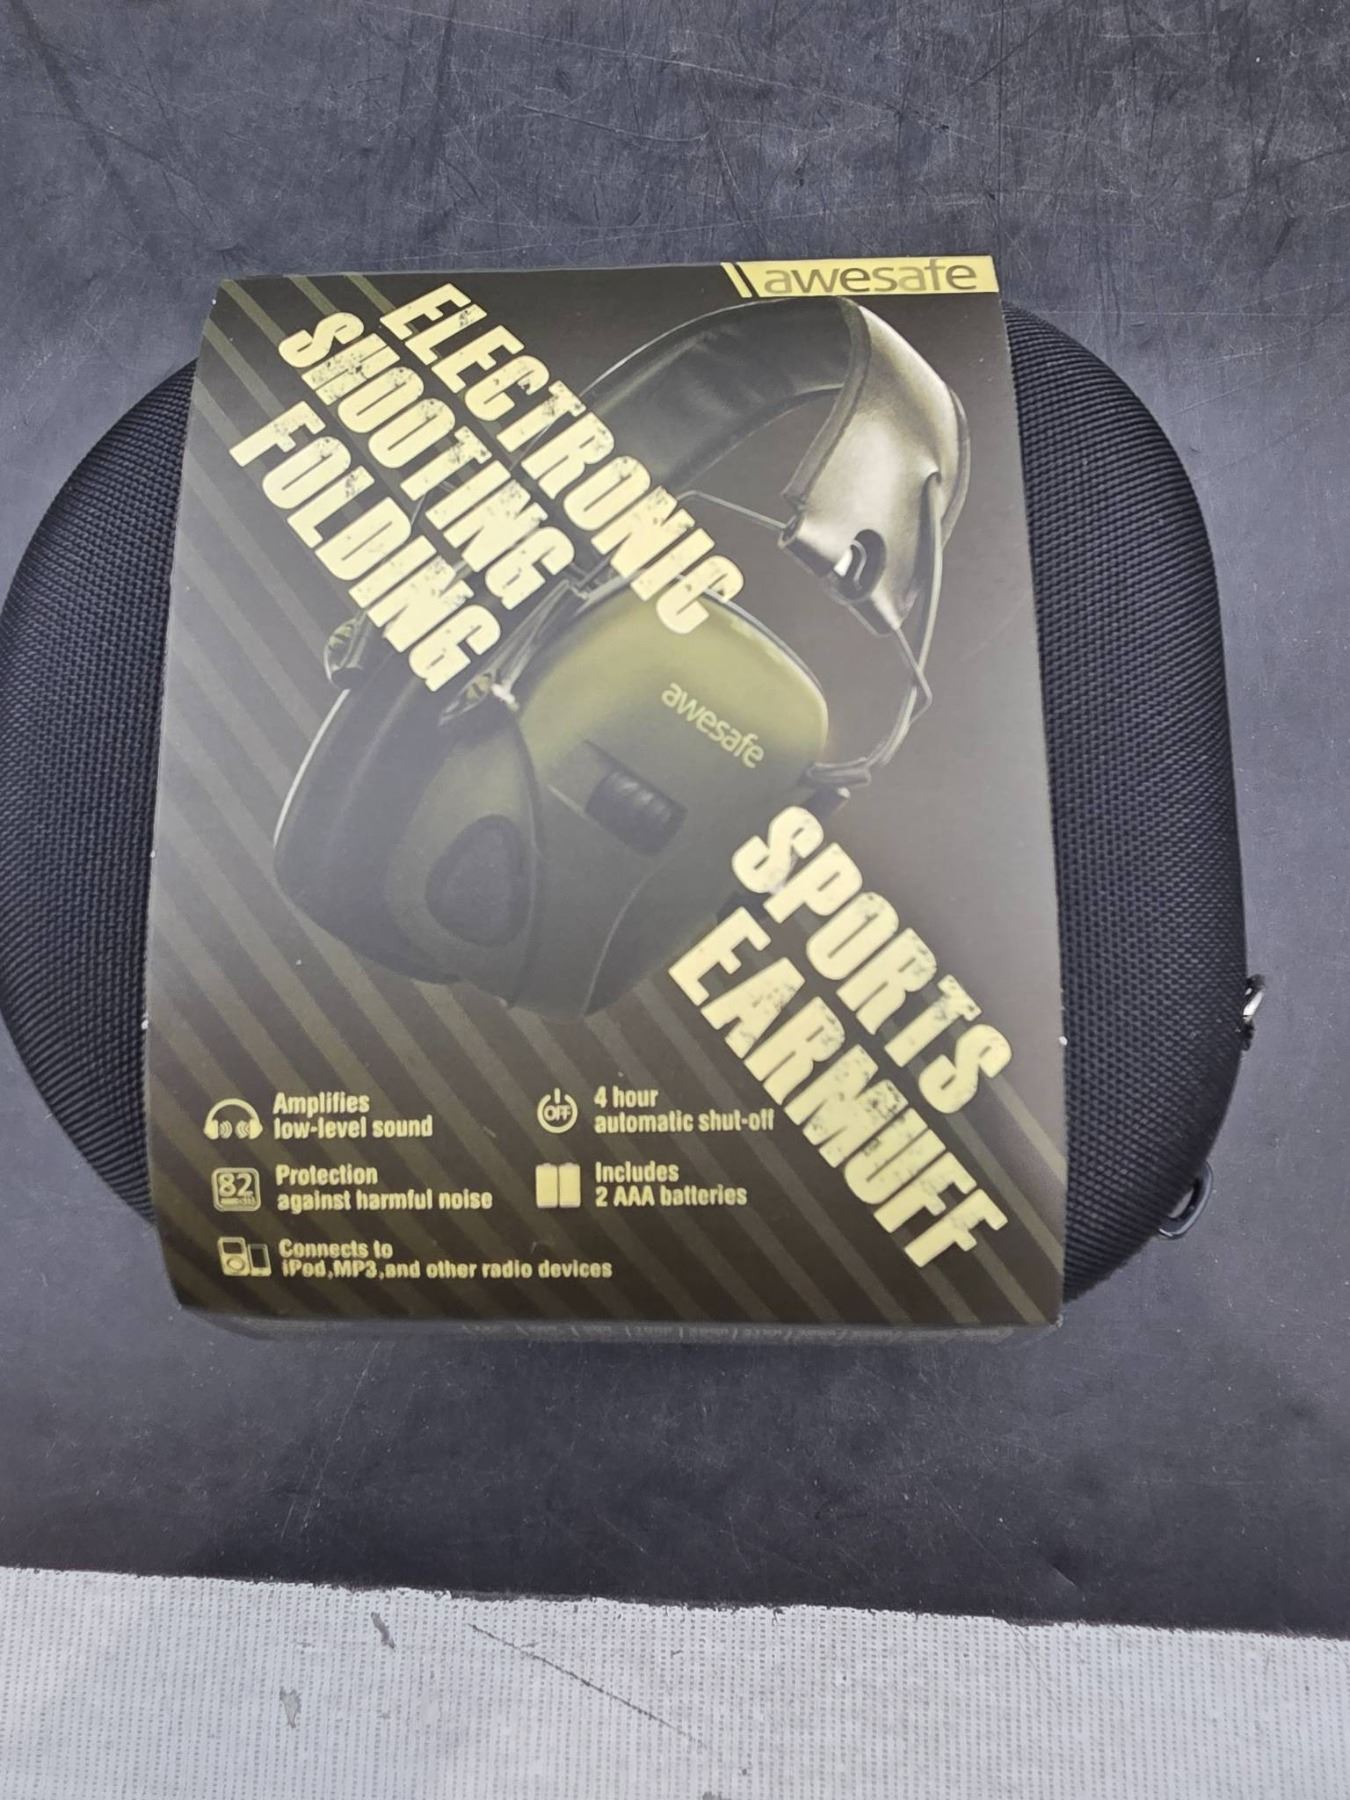 awesafe
ELECTRONIC
SHOOTING
FOLDING
awesafe
SPORTS
EARMUFF
Amplifies
low-level sound
OFF
4 hour
automatic shut-off
82
Protection
against harmful noise
Includes
2 AAA batteries
Connects to
iPod,MP3,and other radio devices